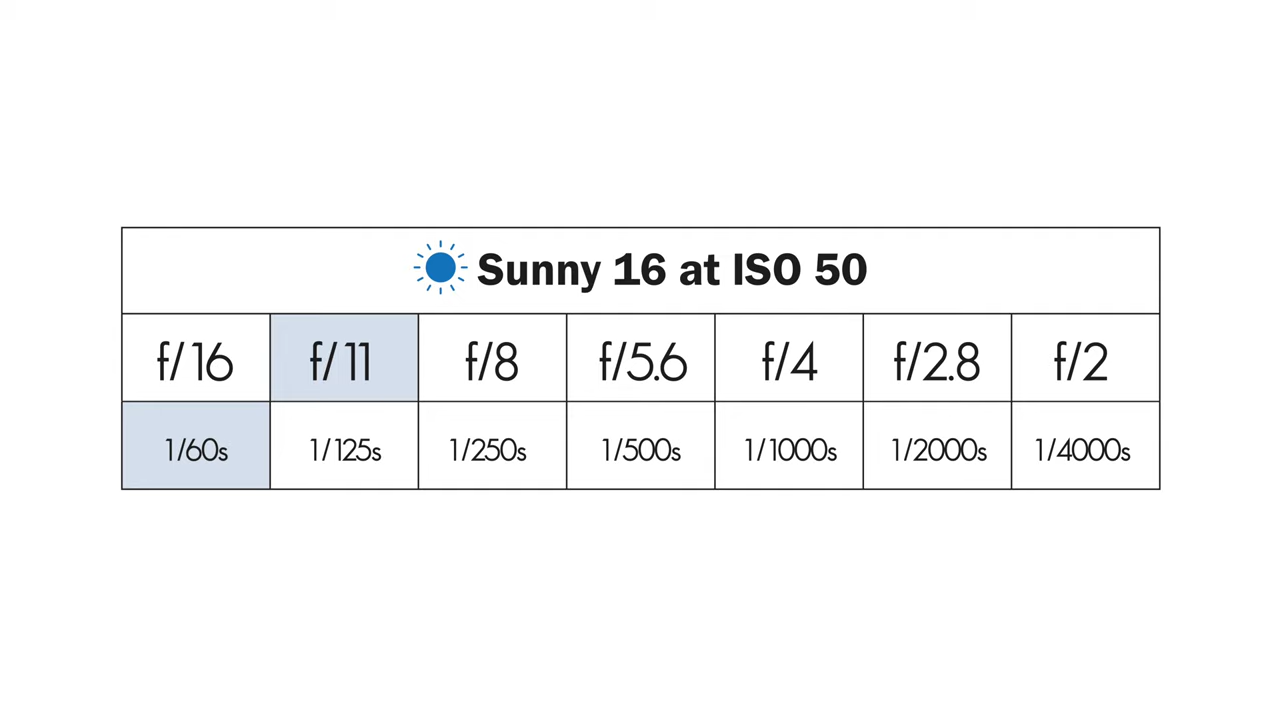 Sunny 16 at ISO 50
f/16 f/11 f/8 f/5.6 f/4 f/2.8 f/2
1/60s 1/125s 1/250s 1/500s 1/1000s 1/2000s 1/4000s